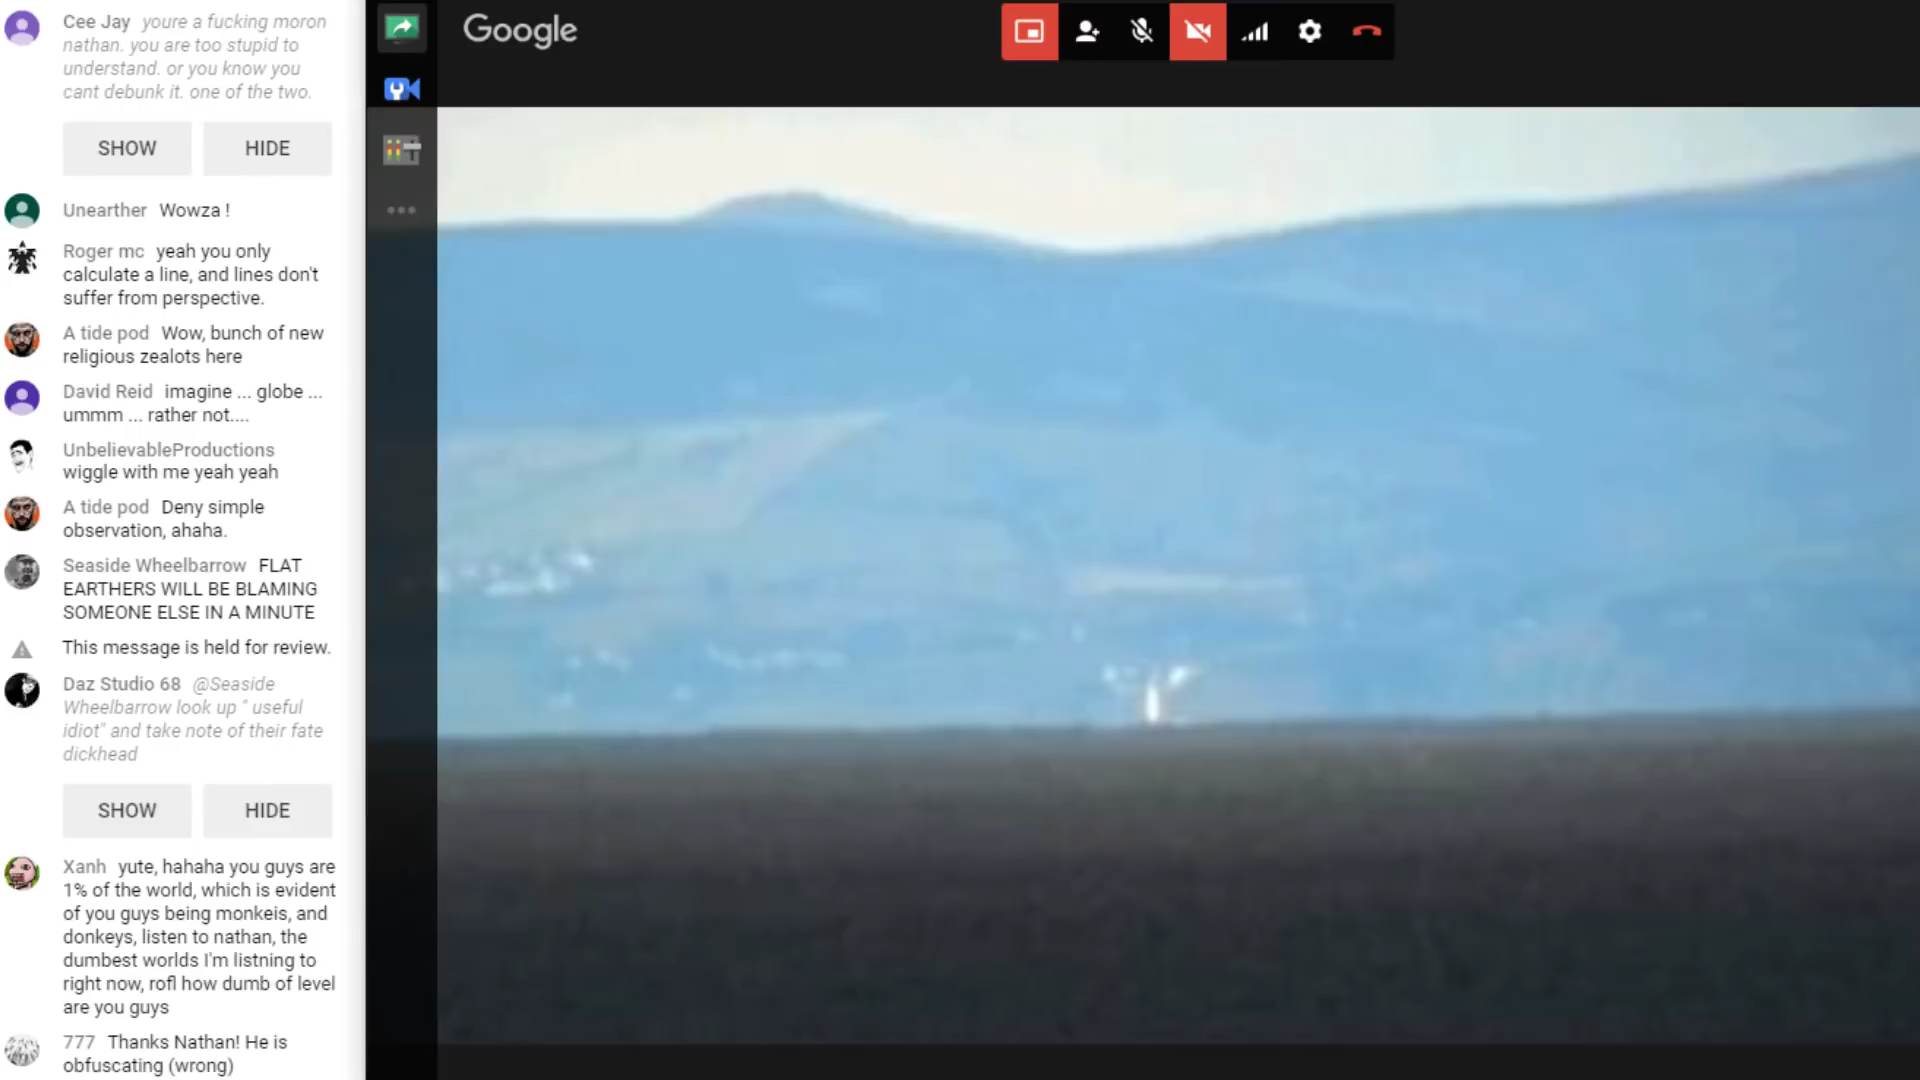 Cee Jay youre a fucking moron
nathan. you are too stupid to
understand. or you know you
cant debunk it. one of the two.
SHOW HIDE
Unearther Wowza !
Roger mc yeah you only
calculate a line, and lines don't
suffer from perspective.
A tide pod Wow, bunch of new
religious zealots here
David Reid imagine ... globe ...
ummm ... rather not....
UnbelievableProductions
wiggle with me yeah yeah
A tide pod Deny simple
observation, ahaha.
Seaside Wheelbarrow FLAT
EARTHERS WILL BE BLAMING
SOMEONE ELSE IN A MINUTE
This message is held for review.
Daz Studio 68 @Seaside
Wheelbarrow look up " useful
idiot" and take note of their fate
dickhead
SHOW HIDE
Xanh yute, hahaha you guys are
1% of the world, which is evident
of you guys being monkeis, and
donkeys, listen to nathan, the
dumbest worlds I'm listning to
right now, rofl how dumb of level
are you guys
777 Thanks Nathan! He is
obfuscating (wrong)
Google